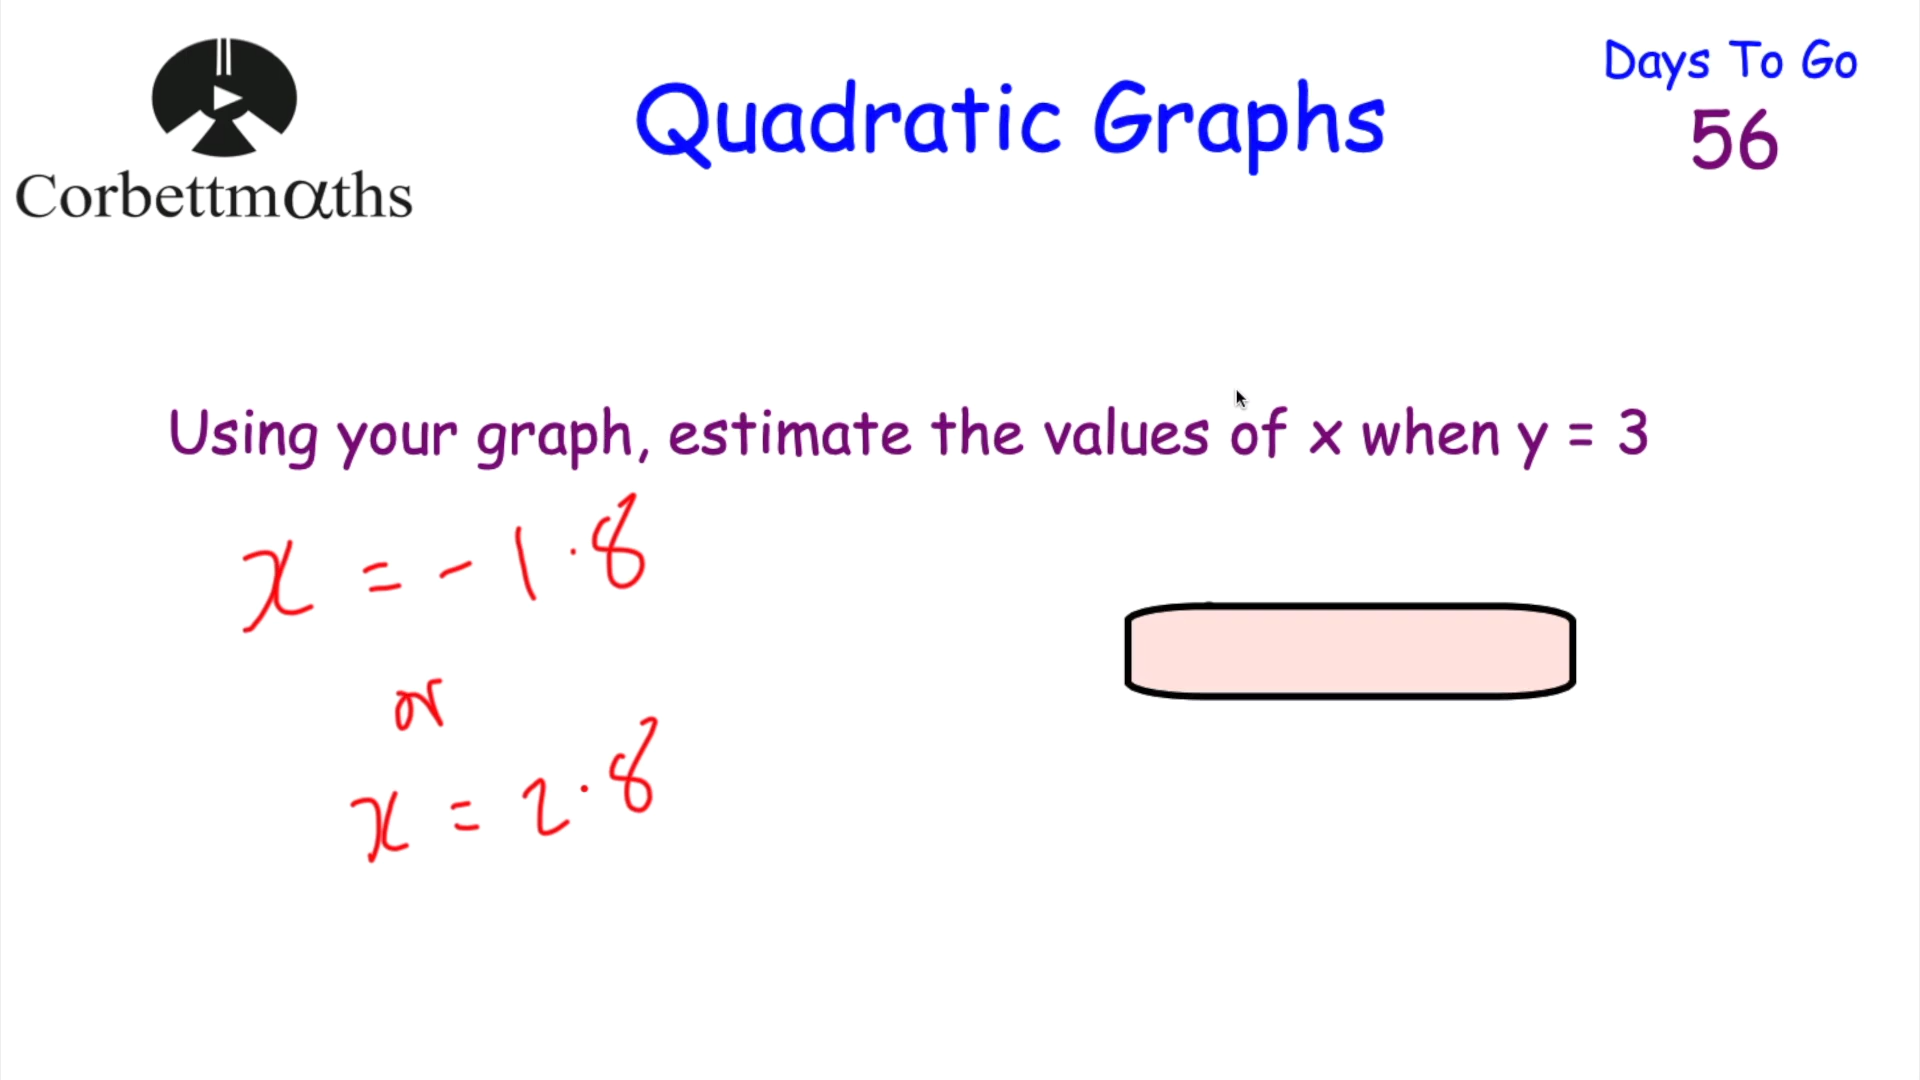 Corbettmαths
Quadratic Graphs
Days To Go
56
Using your graph, estimate the values of x when y = 3
x = - 1.8
or
x = 2.8